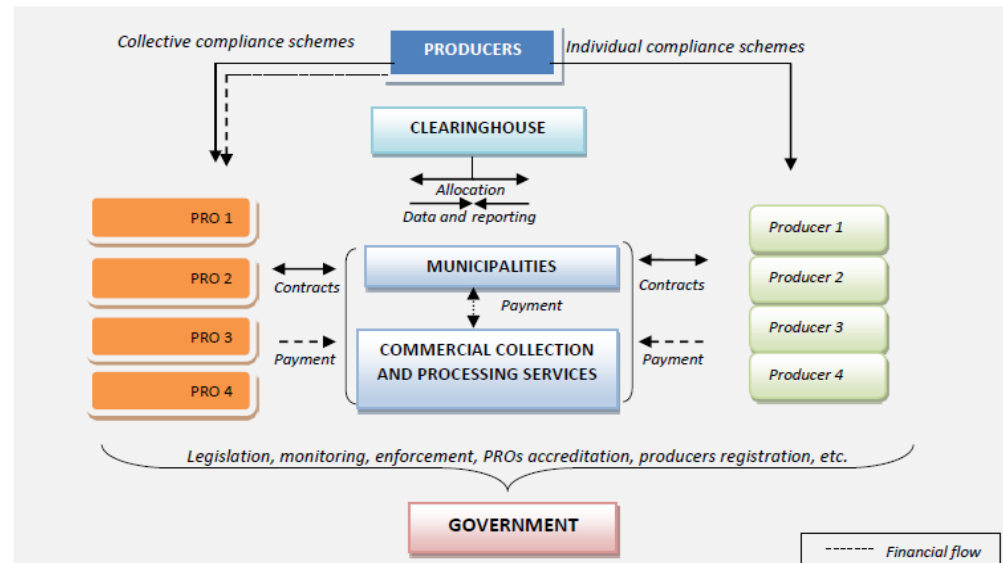 Collective compliance schemes
PRODUCERS
Individual compliance schemes
CLEARINGHOUSE
Allocation
Data and reporting
PRO 1
PRO 2
PRO 3
PRO 4
Contracts
Payment
MUNICIPALITIES
Payment
COMMERCIAL COLLECTION
AND PROCESSING SERVICES
Contracts
Payment
Producer 1
Producer 2
Producer 3
Producer 4
Legislation, monitoring, enforcement, PROs accreditation, producers registration, etc.
GOVERNMENT
Financial flow